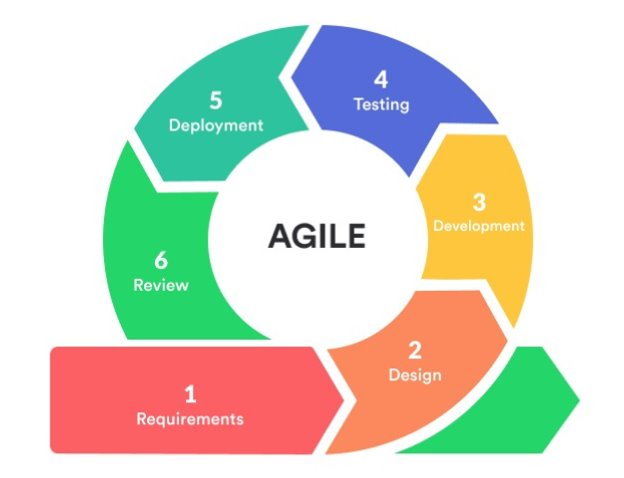 AGILE
1
Requirements
2
Design
3
Development
4
Testing
5
Deployment
6
Review